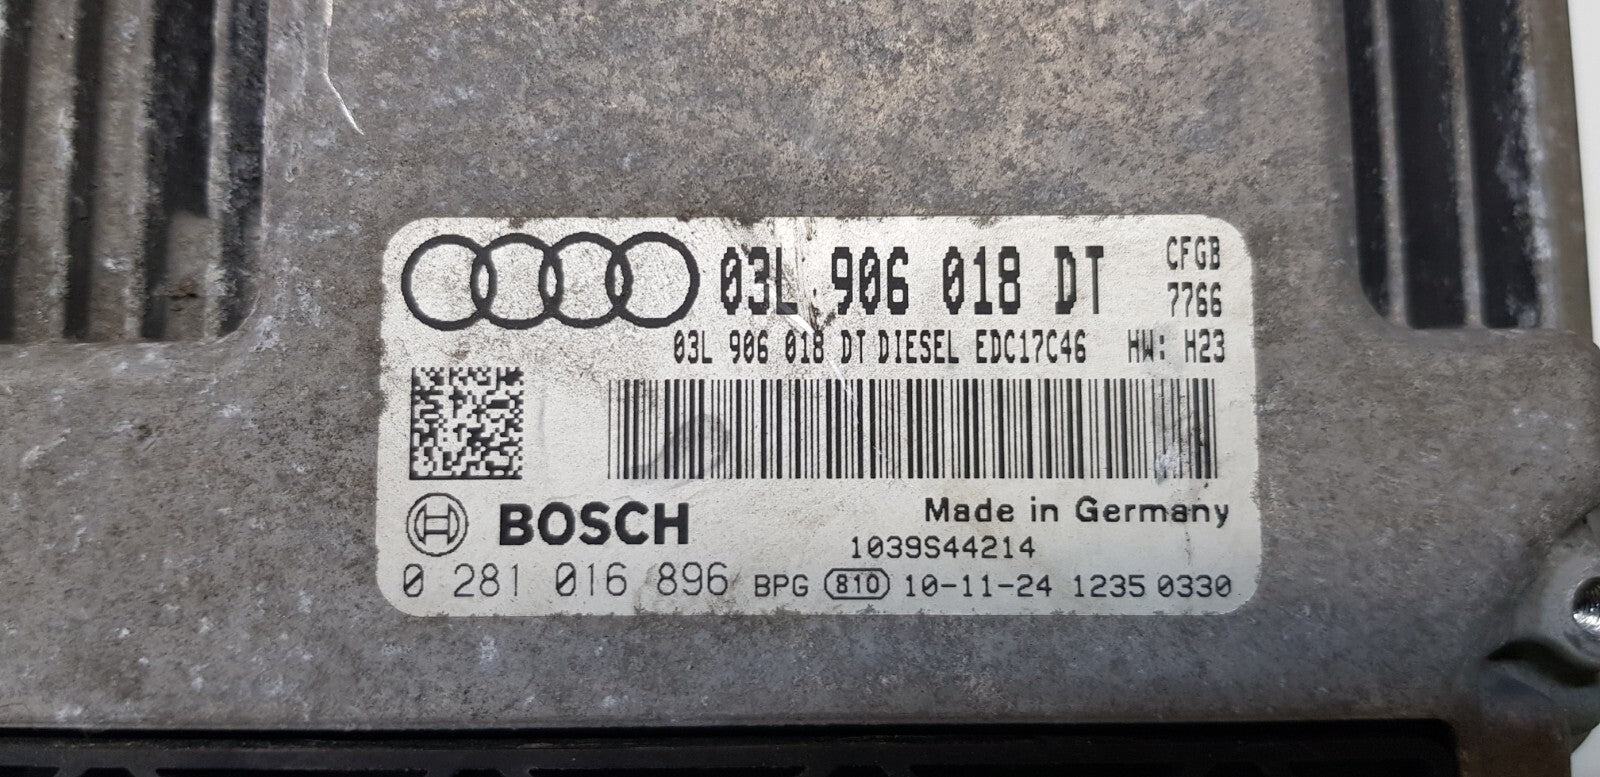 03L 906 018 DT CFGB
7766
03L 906 018 DT DIESEL EDC17C46 HW: H23
BOSCH Made in Germany
1039S44214
0 281 016 896 BPG 810 10-11-24 1235 0330